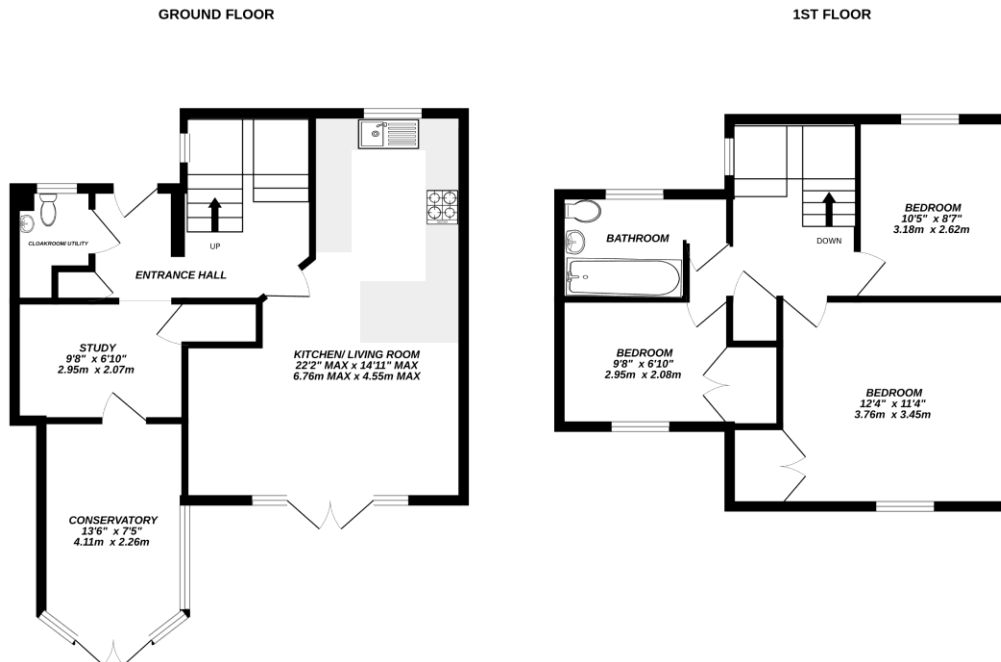 GROUND FLOOR
1ST FLOOR
CLOAKROOM UTILITY
UP
ENTRANCE HALL
STUDY
9'8" x 6'10"
2.95m x 2.07m
KITCHEN/ LIVING ROOM
22'2" MAX x 14'11" MAX
6.76m MAX x 4.55m MAX
CONSERVATORY
13'6" x 7'5"
4.11m x 2.26m
BEDROOM
10'5" x 8'7"
3.18m x 2.62m
BATHROOM
DOWN
BEDROOM
9'8" x 6'10"
2.95m x 2.08m
BEDROOM
12'4" x 11'4"
3.76m x 3.45m